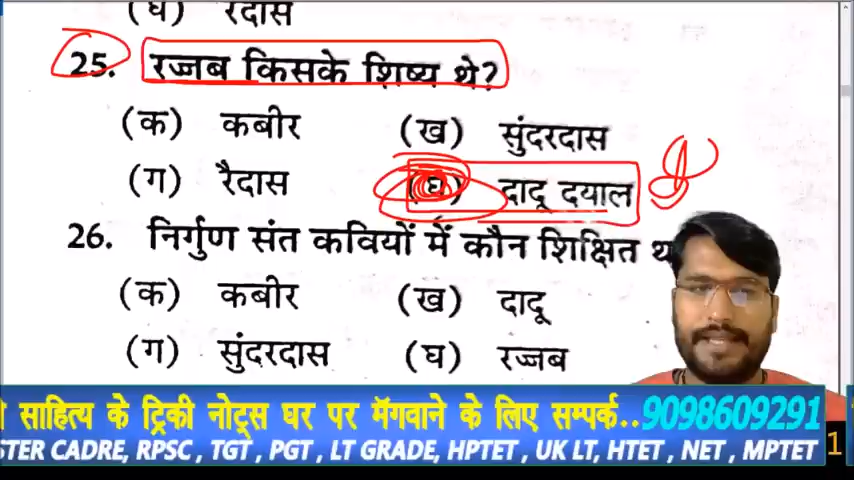 (घ) रैदास
25. रज्जब किसके शिष्य थे?
(क) कबीर (ख) सुंदरदास
(ग) रैदास (घ) दादू दयाल
26. निर्गुण संत कवियों में कौन शिक्षित थ
(क) कबीर (ख) दादू
(ग) सुंदरदास (घ) रज्जब
साहित्य के ट्रिकी नोट्स घर पर मँगवाने के लिए सम्पर्क..9098609291
STER CADRE, RPSC , TGT , PGT , LT GRADE, HPTET , UK LT, HTET , NET , MPTET
1